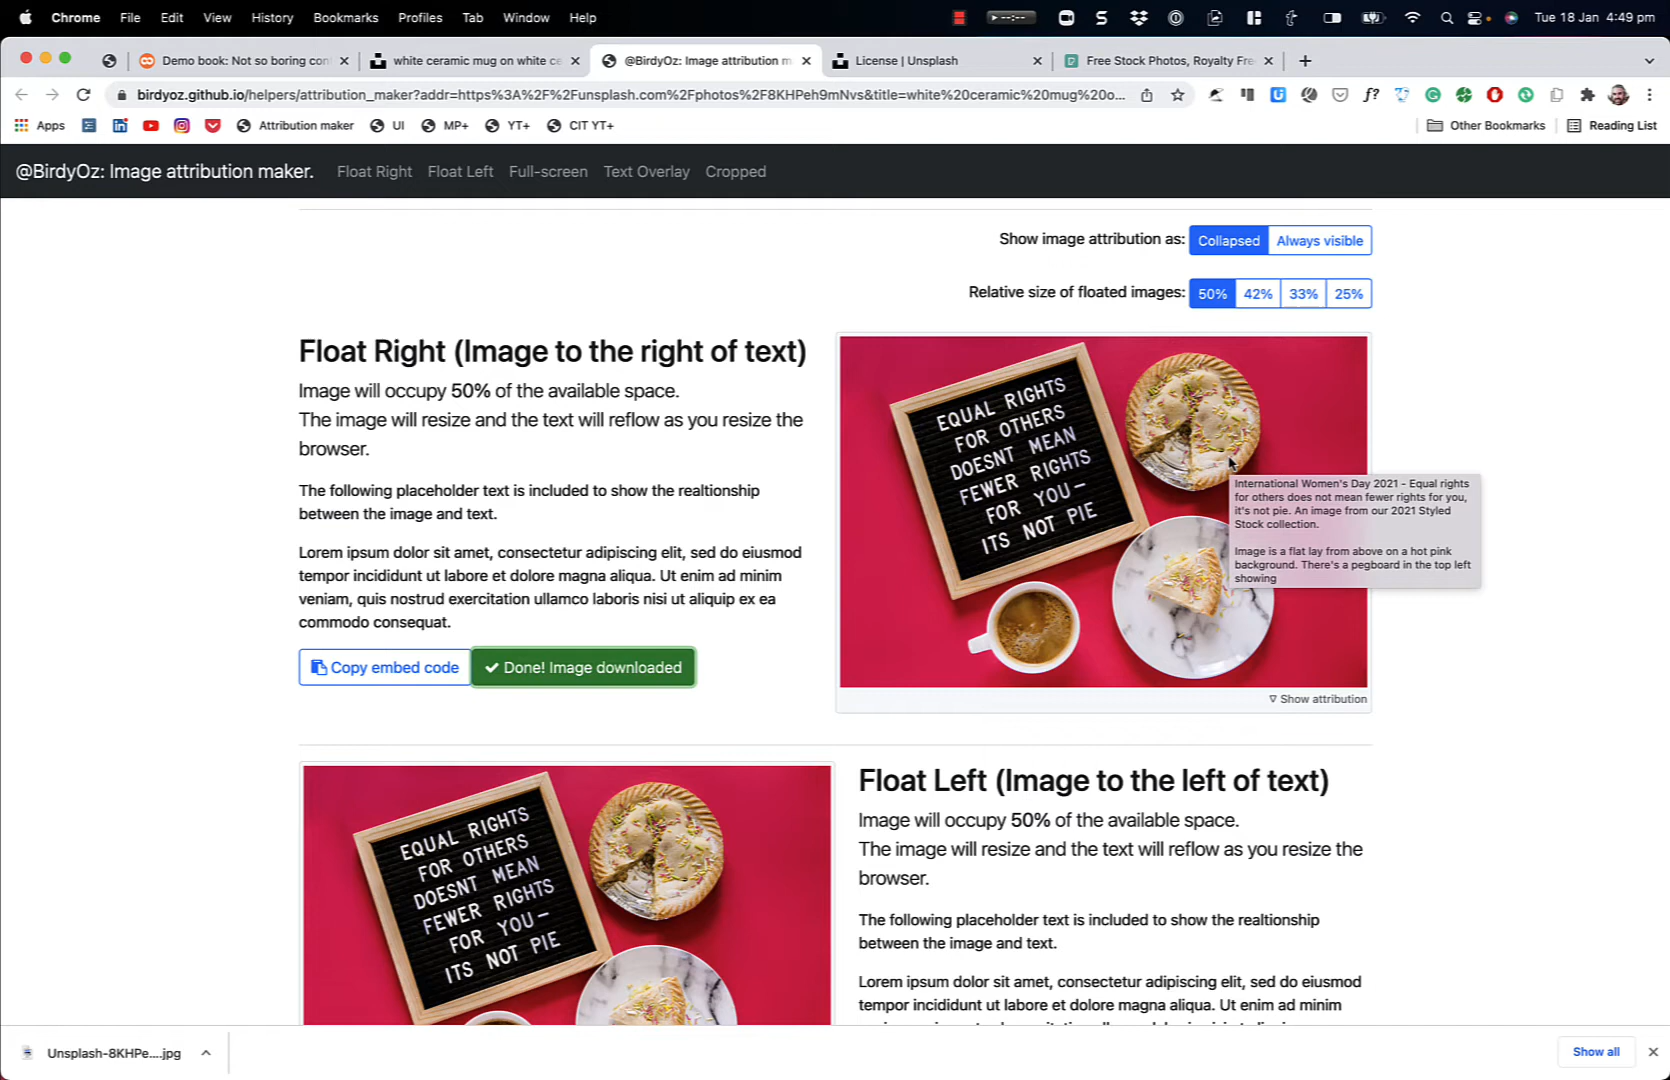 Chrome File Edit View History Bookmarks Profiles Tab Window Help Tue 18 Jan 4:49 pm
Demo book: Not so boring con white ceramic mug on white ce @BirdyOz: Image attribution m License | Unsplash Free Stock Photos, Royalty Fre
birdyoz.github.io/helpers/attribution_maker?addr=https%3A%2F%2Funsplash.com%2Fphotos%2F8KHPeh9mNvs&title=white%20ceramic%20mug%20o...
Apps Attribution maker UI MP+ YT+ CIT YT+ Other Bookmarks Reading List
@BirdyOz: Image attribution maker. Float Right Float Left Full-screen Text Overlay Cropped
Show image attribution as: Collapsed Always visible
Relative size of floated images: 50% 42% 33% 25%
Float Right (Image to the right of text)
Image will occupy 50% of the available space.
The image will resize and the text will reflow as you resize the
browser.
The following placeholder text is included to show the realtionship
between the image and text.
Lorem ipsum dolor sit amet, consectetur adipiscing elit, sed do eiusmod
tempor incididunt ut labore et dolore magna aliqua. Ut enim ad minim
veniam, quis nostrud exercitation ullamco laboris nisi ut aliquip ex ea
commodo consequat.
Copy embed code Done! Image downloaded
EQUAL RIGHTS
FOR OTHERS
DOESNT MEAN
FEWER RIGHTS
FOR YOU—
ITS NOT PIE
International Women's Day 2021 - Equal rights
for others does not mean fewer rights for you,
it's not pie. An image from our 2021 Styled
Stock collection.
Image is a flat lay from above on a hot pink
background. There's a pegboard in the top left
showing
▽ Show attribution
EQUAL RIGHTS
FOR OTHERS
DOESNT MEAN
FEWER RIGHTS
FOR YOU—
ITS NOT PIE
Float Left (Image to the left of text)
Image will occupy 50% of the available space.
The image will resize and the text will reflow as you resize the
browser.
The following placeholder text is included to show the realtionship
between the image and text.
Lorem ipsum dolor sit amet, consectetur adipiscing elit, sed do eiusmod
tempor incididunt ut labore et dolore magna aliqua. Ut enim ad minim
Unsplash-8KHPe....jpg Show all